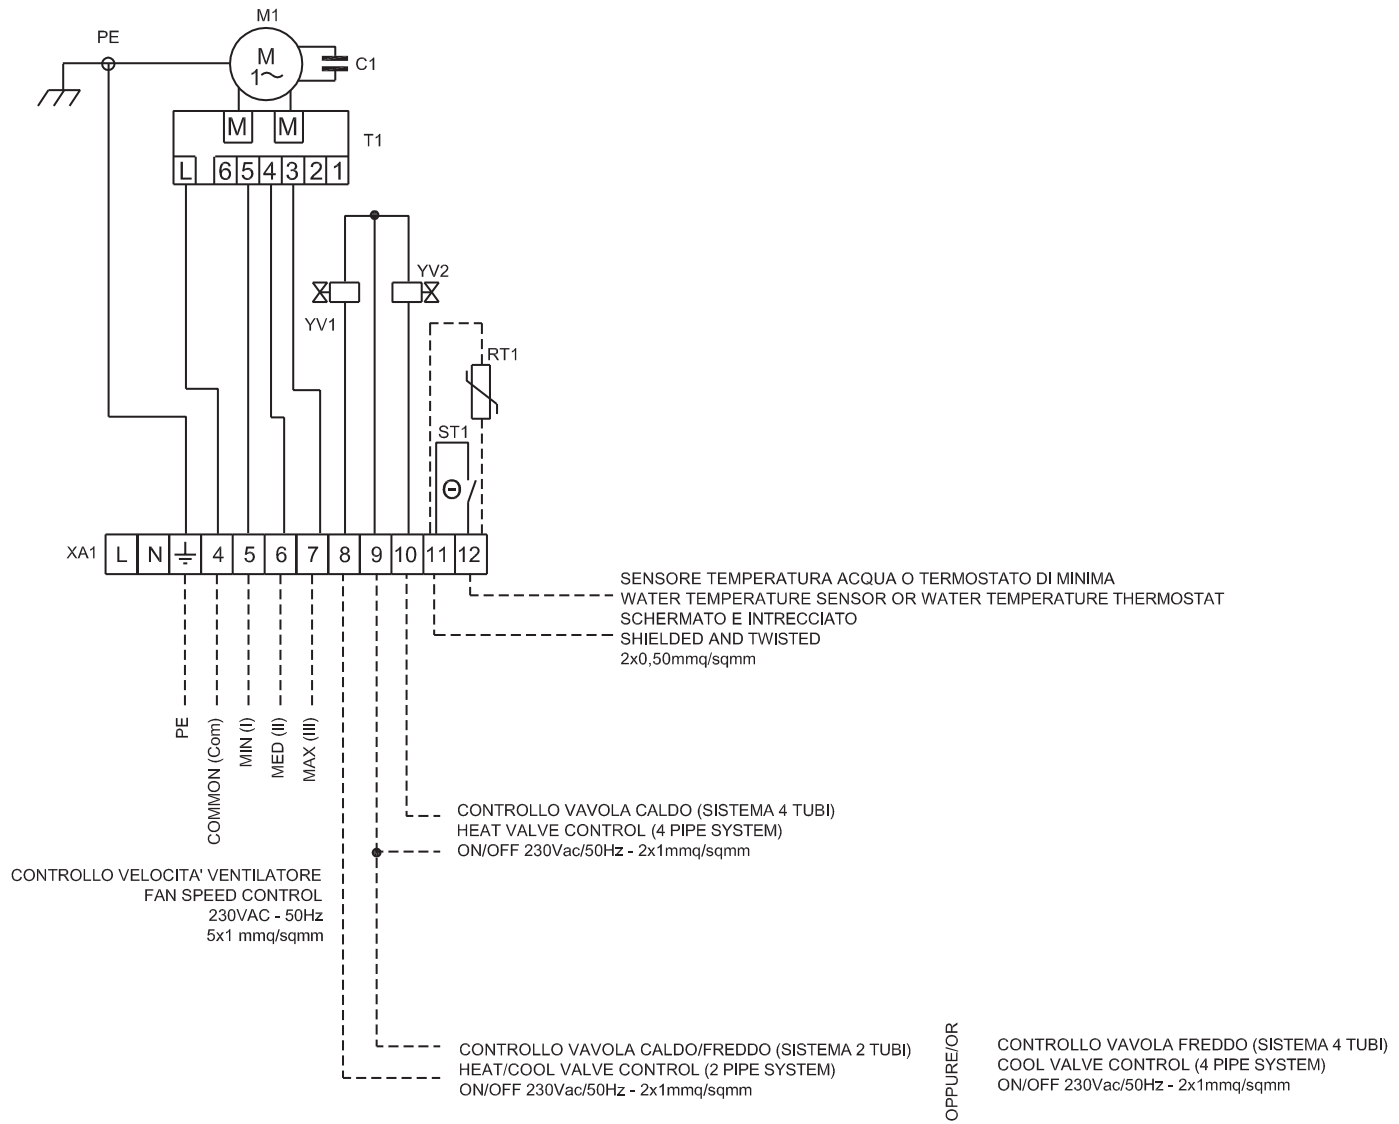 M1
PE
M
1~
C1
M M
T1
L 6 5 4 3 2 1
YV2
YV1
RT1
ST1
Θ
XA1 L N 4 5 6 7 8 9 10 11 12
SENSORE TEMPERATURA ACQUA O TERMOSTATO DI MINIMA
WATER TEMPERATURE SENSOR OR WATER TEMPERATURE THERMOSTAT
SCHERMATO E INTRECCIATO
SHIELDED AND TWISTED
2x0,50mmq/sqmm
PE
COMMON (Com)
MIN (I)
MED (II)
MAX (III)
CONTROLLO VAVOLA CALDO (SISTEMA 4 TUBI)
HEAT VALVE CONTROL (4 PIPE SYSTEM)
ON/OFF 230Vac/50Hz - 2x1mmq/sqmm
CONTROLLO VELOCITA' VENTILATORE
FAN SPEED CONTROL
230VAC - 50Hz
5x1 mmq/sqmm
CONTROLLO VAVOLA CALDO/FREDDO (SISTEMA 2 TUBI)
HEAT/COOL VALVE CONTROL (2 PIPE SYSTEM)
ON/OFF 230Vac/50Hz - 2x1mmq/sqmm
OPPURE/OR
CONTROLLO VAVOLA FREDDO (SISTEMA 4 TUBI)
COOL VALVE CONTROL (4 PIPE SYSTEM)
ON/OFF 230Vac/50Hz - 2x1mmq/sqmm